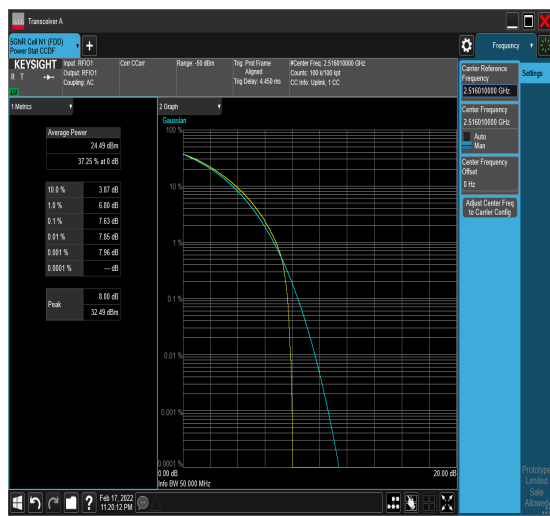 Transceiver A
5GNR Cell N1 (FDD)
Power Stat CCDF
Frequency
KEYSIGHT
R T
Input: RFIO1
Output: RFIO1
Coupling: AC
Corr CCorr
Range: -50 dBm
Trig: Prot Frame
Aligned
Trig Delay: 4.450 ms
#Center Freq: 2.516010000 GHz
Counts: 100 k/100 kpt
CC Info: Uplink, 1 CC
1 Metrics
Average Power
24.49 dBm
37.25 % at 0 dB
10.0 % 3.87 dB
1.0 % 6.80 dB
0.1 % 7.63 dB
0.01 % 7.85 dB
0.001 % 7.96 dB
0.0001 % --- dB
Peak
8.00 dB
32.49 dBm
2 Graph
Gaussian
100 %
10 %
1 %
0.1 %
0.01 %
0.001 %
0.0001 %
0.00 dB
20.00 dB
Info BW 50.000 MHz
Carrier Reference
Frequency
2.516010000 GHz
Center Frequency
2.516010000 GHz
Auto
Man
Center Frequency
Offset
0 Hz
Adjust Center Freq
to Carrier Config
Settings
Prototype
Limited
Sale
Allowed
?
Feb 17, 2022
11:20:12 PM